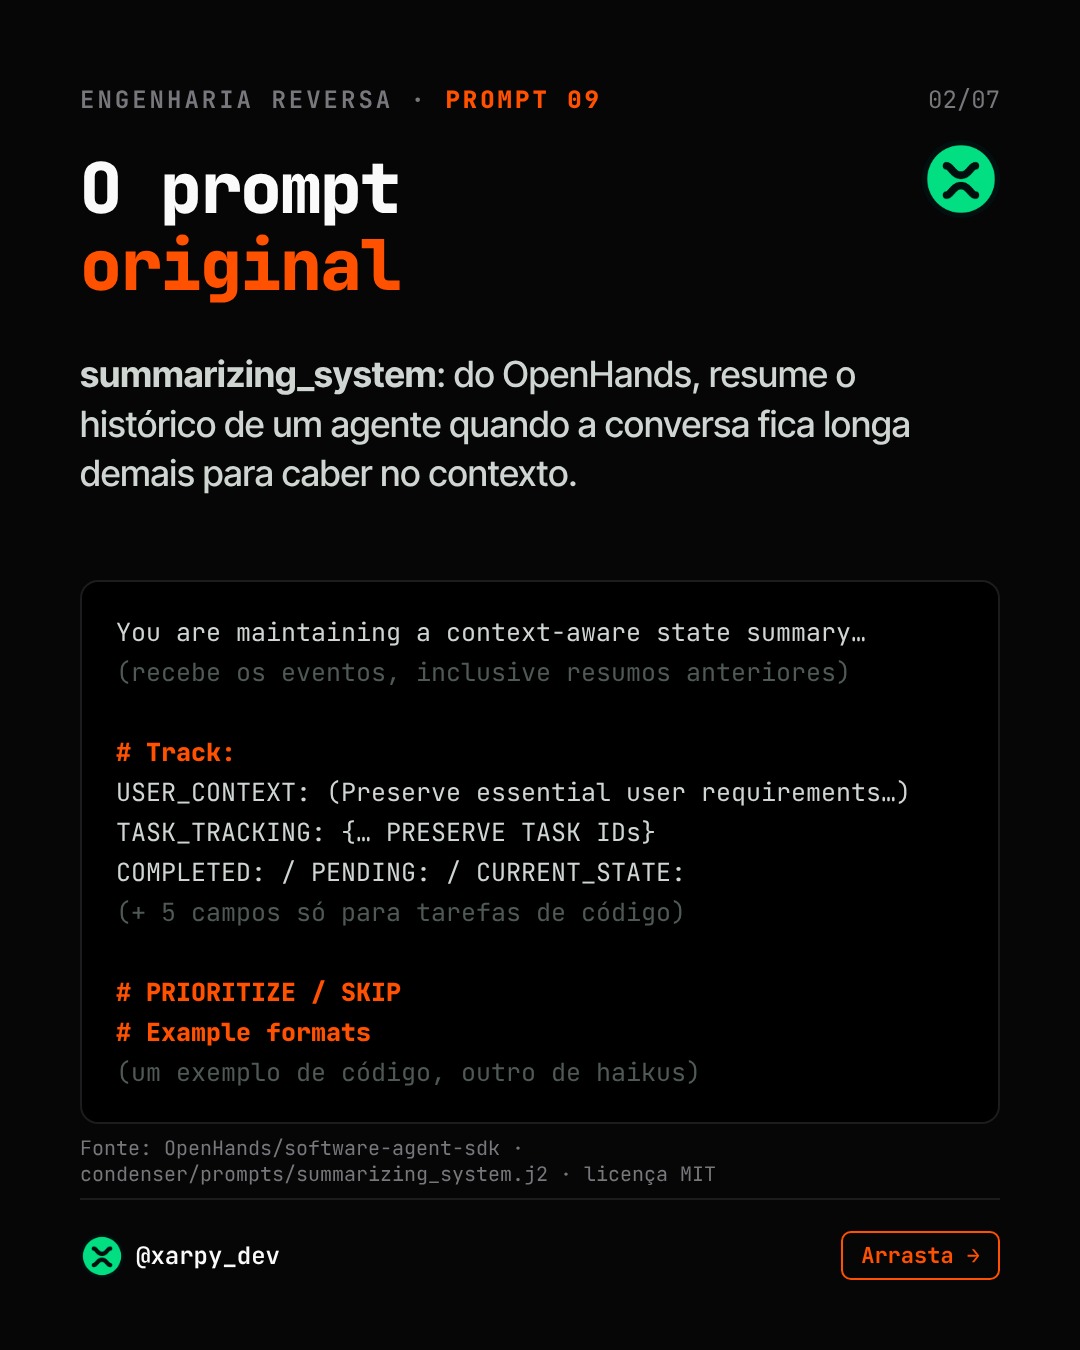 ENGENHARIA REVERSA · PROMPT 09
02/07
O prompt
original
summarizing_system: do OpenHands, resume o
histórico de um agente quando a conversa fica longa
demais para caber no contexto.
You are maintaining a context-aware state summary…
(recebe os eventos, inclusive resumos anteriores)
# Track:
USER_CONTEXT: (Preserve essential user requirements…)
TASK_TRACKING: {… PRESERVE TASK IDs}
COMPLETED: / PENDING: / CURRENT_STATE:
(+ 5 campos só para tarefas de código)
# PRIORITIZE / SKIP
# Example formats
(um exemplo de código, outro de haikus)
Fonte: OpenHands/software-agent-sdk ·
condenser/prompts/summarizing_system.j2 · licença MIT
@xarpy_dev
Arrasta →